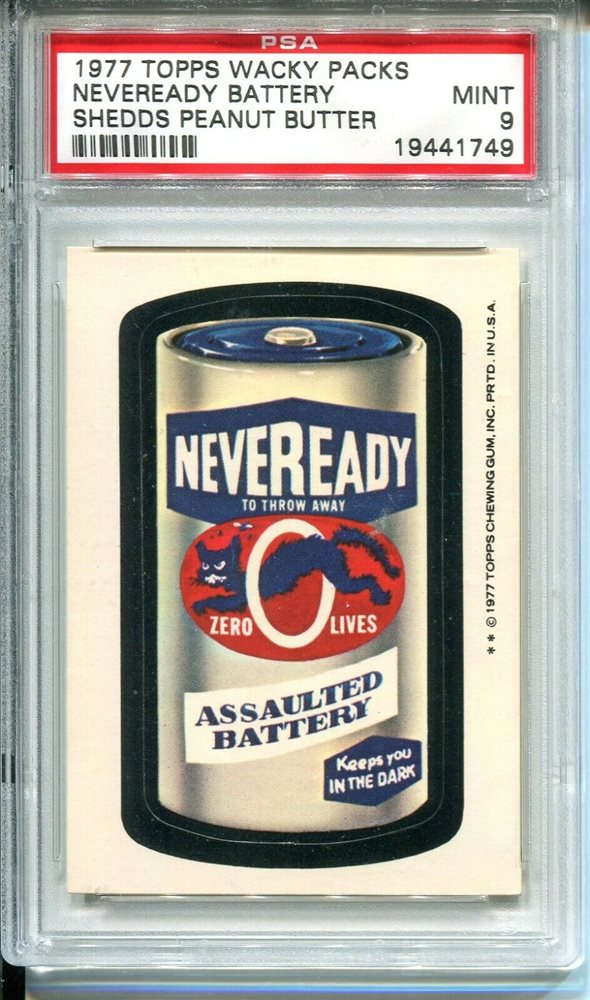 PSA
1977 TOPPS WACKY PACKS
NEVEREADY BATTERY MINT
SHEDDS PEANUT BUTTER 9
19441749
NEVEREADY
TO THROW AWAY
0
ZERO LIVES
ASSAULTED
BATTERY
Keeps you
IN THE DARK
** © 1977 TOPPS CHEWING GUM, INC. PRTD. IN U.S.A.